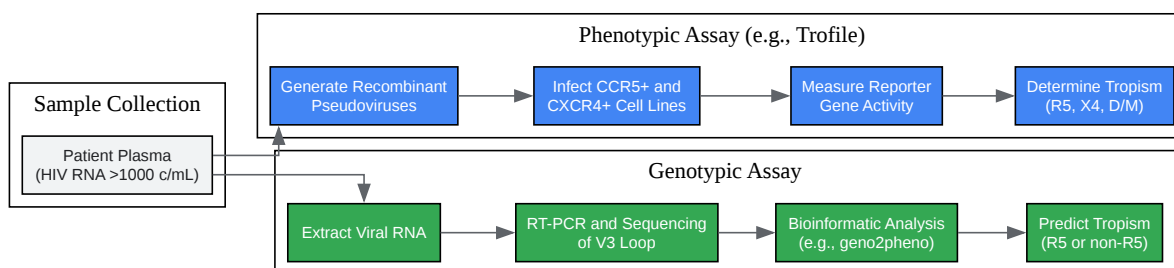 Sample Collection
Patient Plasma
(HIV RNA >1000 c/mL)
Phenotypic Assay (e.g., Trofile)
Generate Recombinant
Pseudoviruses
Infect CCR5+ and
CXCR4+ Cell Lines
Measure Reporter
Gene Activity
Determine Tropism
(R5, X4, D/M)
Genotypic Assay
Extract Viral RNA
RT-PCR and Sequencing
of V3 Loop
Bioinformatic Analysis
(e.g., geno2pheno)
Predict Tropism
(R5 or non-R5)